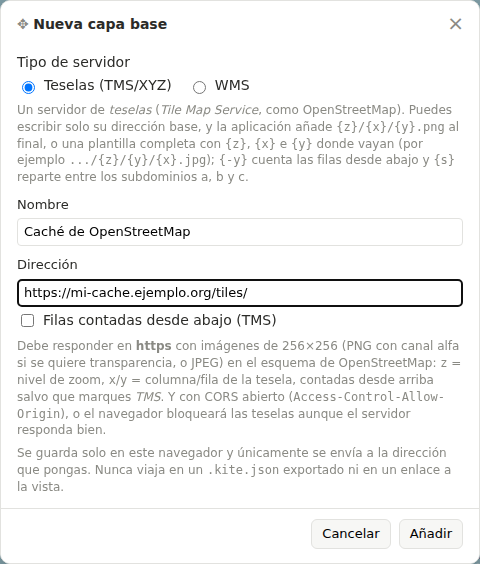 Nueva capa base
Tipo de servidor
Teselas (TMS/XYZ) WMS
Un servidor de teselas (Tile Map Service, como OpenStreetMap). Puedes
escribir solo su dirección base, y la aplicación añade {z}/{x}/{y}.png al
final, o una plantilla completa con {z}, {x} e {y} donde vayan (por
ejemplo .../{z}/{y}/{x}.jpg); {-y} cuenta las filas desde abajo y {s}
reparte entre los subdominios a, b y c.
Nombre
Caché de OpenStreetMap
Dirección
https://mi-cache.ejemplo.org/tiles/
Filas contadas desde abajo (TMS)
Debe responder en https con imágenes de 256×256 (PNG con canal alfa
si se quiere transparencia, o JPEG) en el esquema de OpenStreetMap: z =
nivel de zoom, x/y = columna/fila de la tesela, contadas desde arriba
salvo que marques TMS. Y con CORS abierto (Access-Control-Allow-
Origin), o el navegador bloqueará las teselas aunque el servidor
responda bien.
Se guarda solo en este navegador y únicamente se envía a la dirección
que pongas. Nunca viaja en un .kite.json exportado ni en un enlace a
la vista.
Cancelar Añadir